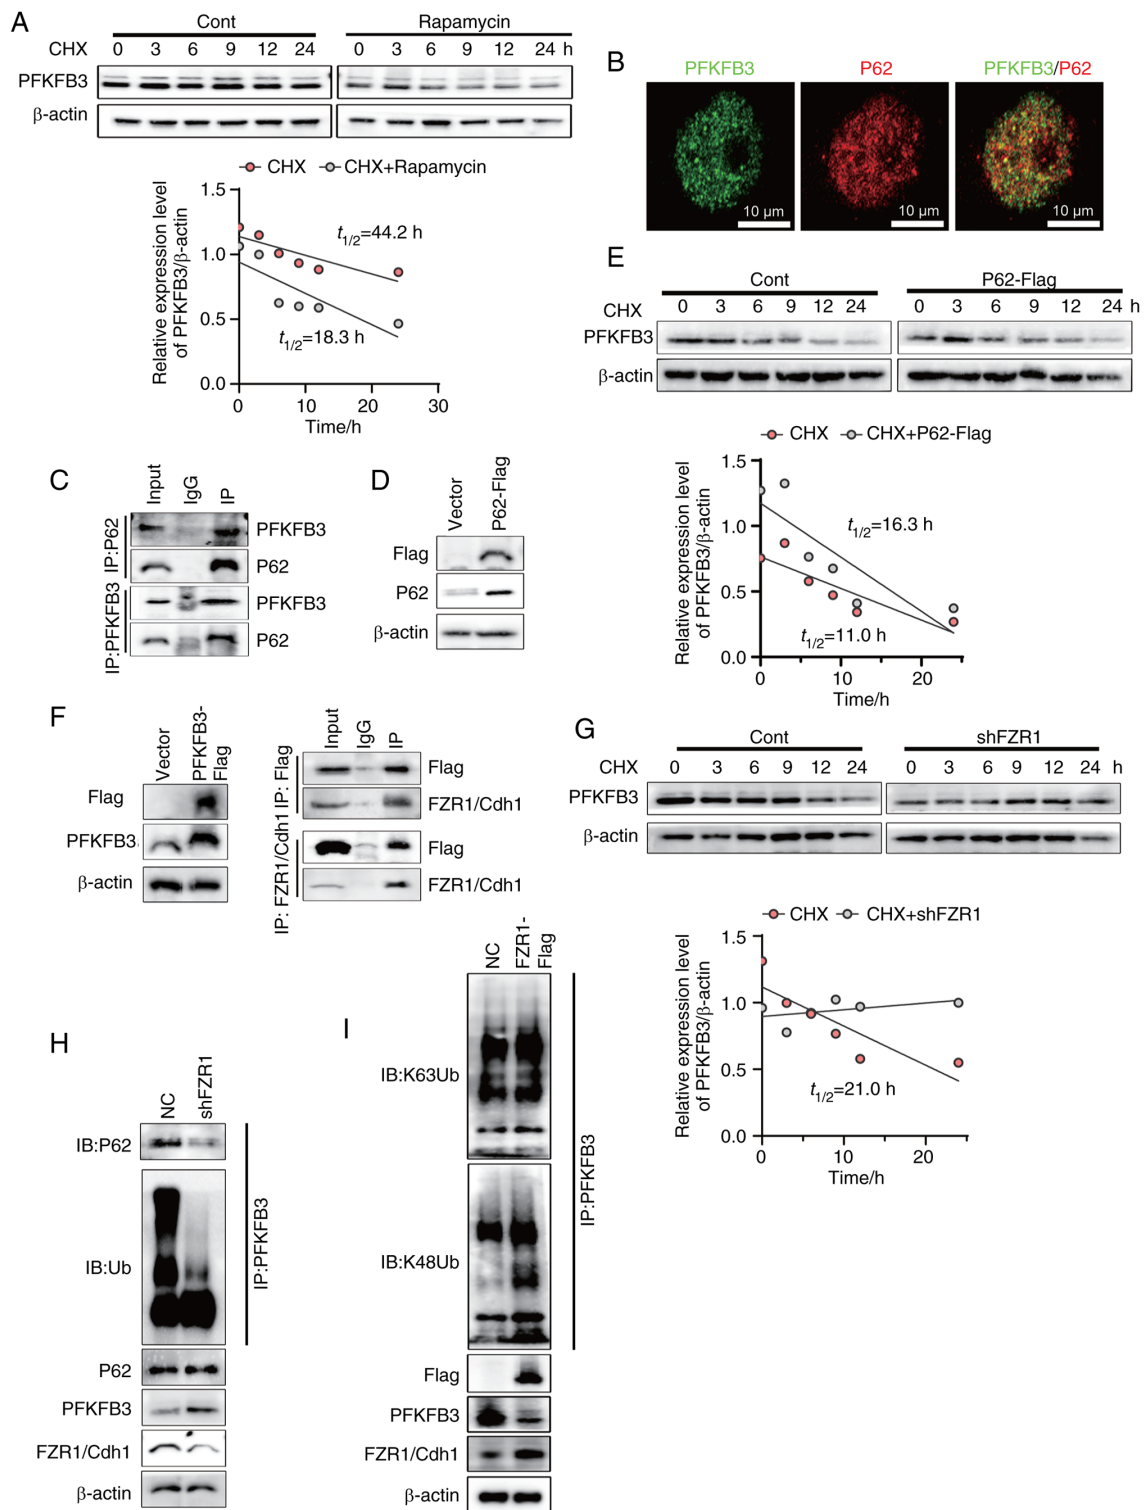 A
Cont
Rapamycin
CHX 0 3 6 9 12 24 0 3 6 9 12 24 h
PFKFB3
β-actin
CHX CHX+Rapamycin
Relative expression level
of PFKFB3/β-actin
1.5
1.0
0.5
0.0
t1/2=44.2 h
t1/2=18.3 h
0 10 20 30
Time/h
B
PFKFB3 P62 PFKFB3/P62
10 μm 10 μm 10 μm
C
Input IgG IP
IP:P62
PFKFB3
P62
IP:PFKFB3
PFKFB3
P62
D
Vector P62-Flag
Flag
P62
β-actin
E
Cont P62-Flag
CHX 0 3 6 9 12 24 0 3 6 9 12 24 h
PFKFB3
β-actin
CHX CHX+P62-Flag
Relative expression level
of PFKFB3/β-actin
1.5
1.0
0.5
0.0
t1/2=16.3 h
t1/2=11.0 h
0 10 20
Time/h
F
Vector PFKFB3-
Flag
Flag
PFKFB3
β-actin
Input IgG IP
IP: Flag
Flag
FZR1/Cdh1
IP: FZR1/Cdh1
Flag
FZR1/Cdh1
G
Cont shFZR1
CHX 0 3 6 9 12 24 0 3 6 9 12 24 h
PFKFB3
β-actin
CHX CHX+shFZR1
Relative expression level
of PFKFB3/β-actin
1.5
1.0
0.5
0.0
t1/2=21.0 h
0 10 20
Time/h
H
NC shFZR1
IB:P62
IB:Ub
IP:PFKFB3
P62
PFKFB3
FZR1/Cdh1
β-actin
I
NC FZR1-
Flag
IB:K63Ub
IB:K48Ub
IP:PFKFB3
Flag
PFKFB3
FZR1/Cdh1
β-actin